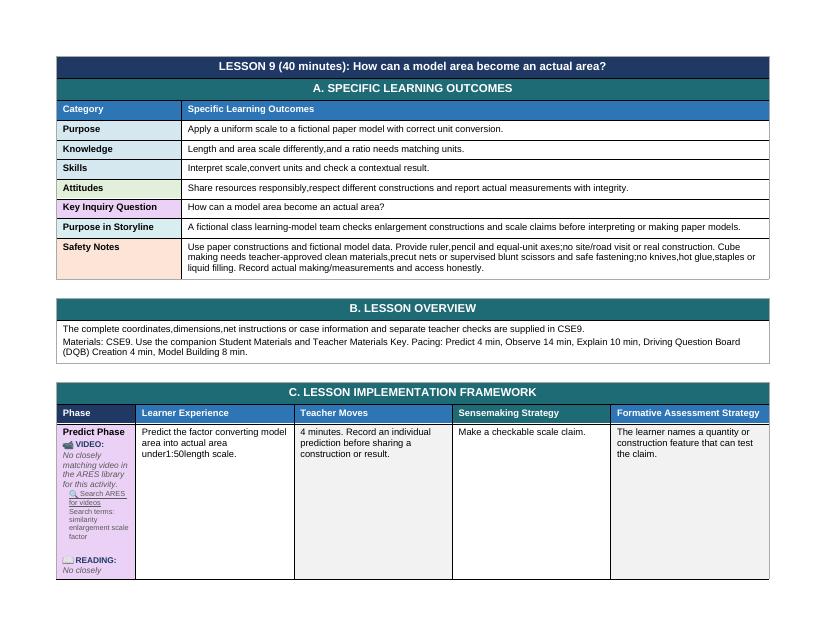 LESSON 9 (40 minutes): How can a model area become an actual area?
A. SPECIFIC LEARNING OUTCOMES
Category
Specific Learning Outcomes
Purpose
Apply a uniform scale to a fictional paper model with correct unit conversion.
Knowledge
Length and area scale differently,and a ratio needs matching units.
Skills
Interpret scale,convert units and check a contextual result.
Attitudes
Share resources responsibly,respect different constructions and report actual measurements with integrity.
Key Inquiry Question
How can a model area become an actual area?
Purpose in Storyline
A fictional class learning-model team checks enlargement constructions and scale claims before interpreting or making paper models.
Safety Notes
Use paper constructions and fictional model data. Provide ruler,pencil and equal-unit axes;no site/road visit or real construction. Cube
making needs teacher-approved clean materials,precut nets or supervised blunt scissors and safe fastening;no knives,hot glue,staples or
liquid filling. Record actual making/measurements and access honestly.
B. LESSON OVERVIEW
The complete coordinates,dimensions,net instructions or case information and separate teacher checks are supplied in CSE9.
Materials: CSE9. Use the companion Student Materials and Teacher Materials Key. Pacing: Predict 4 min, Observe 14 min, Explain 10 min, Driving Question Board
(DQB) Creation 4 min, Model Building 8 min.
C. LESSON IMPLEMENTATION FRAMEWORK
Phase
Learner Experience
Teacher Moves
Sensemaking Strategy
Formative Assessment Strategy
Predict Phase
VIDEO:
No closely
matching video in
the ARES library
for this activity.
Search ARES
for videos
Search terms:
similarity
enlargement scale
factor
READING:
No closely
Predict the factor converting model
area into actual area
under1:50length scale.
4 minutes. Record an individual
prediction before sharing a
construction or result.
Make a checkable scale claim.
The learner names a quantity or
construction feature that can test
the claim.